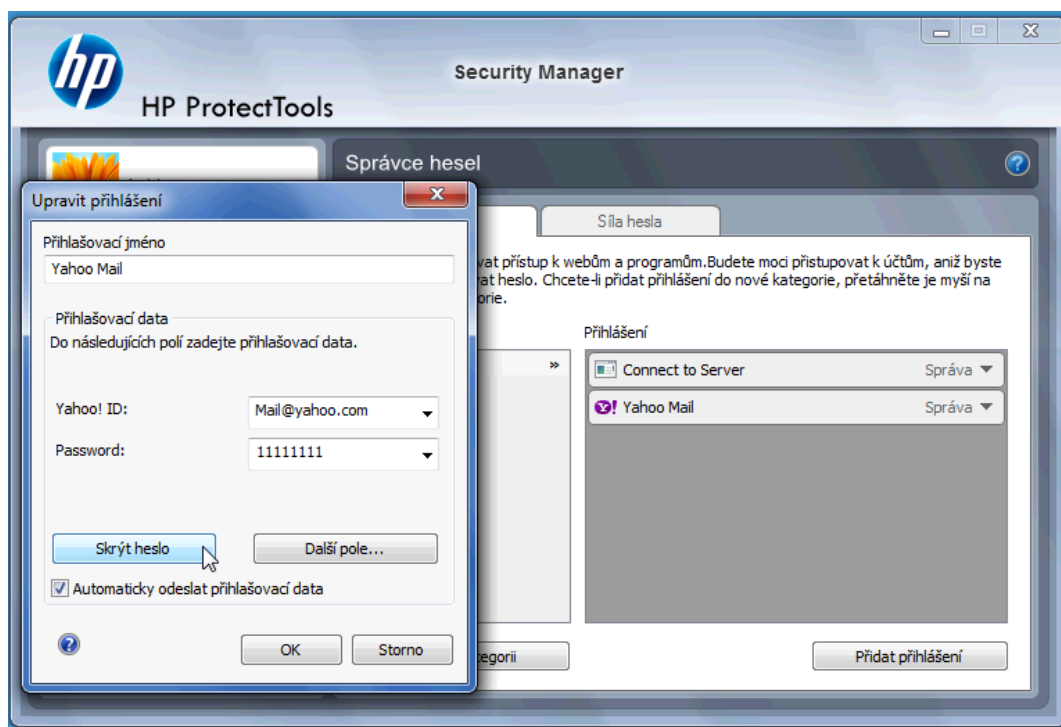 hp
HP ProtectTools
Security Manager
Správce hesel
Síla hesla
vat přístup k webům a programům.Budete moci přistupovat k účtům, aniž byste
vat heslo. Chcete-li přidat přihlášení do nové kategorie, přetáhněte je myší na
orie.
Přihlášení
»
Connect to Server
Správa
Y! Yahoo Mail
Správa
egorii
Přidat přihlášení
Upravit přihlášení
Přihlašovací jméno
Yahoo Mail
Přihlašovací data
Do následujících polí zadejte přihlašovací data.
Yahoo! ID:
Mail@yahoo.com
Password:
11111111
Skrýt heslo
Další pole...
Automaticky odeslat přihlašovací data
OK
Storno